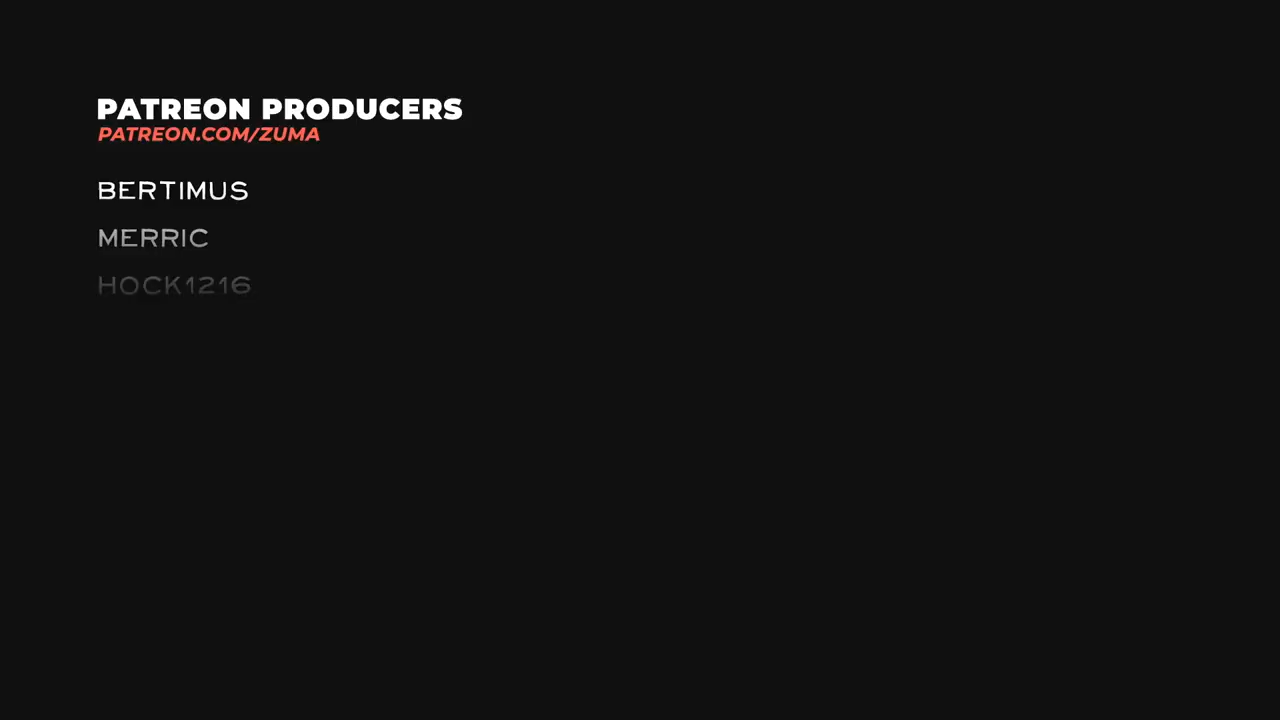 PATREON PRODUCERS
PATREON.COM/ZUMA
BERTIMUS
MERRIC
HOCK1216